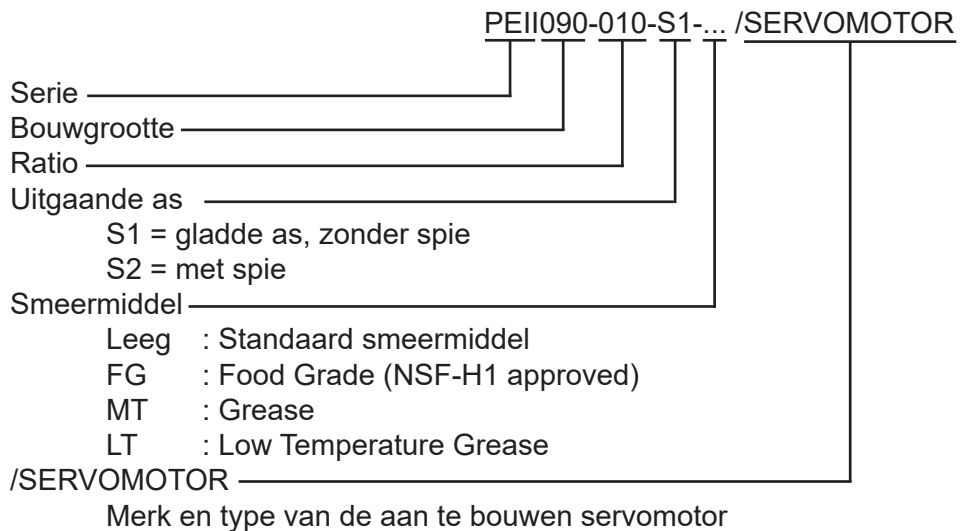 PEII090-010-S1-... /SERVOMOTOR
Serie
Bouwgrootte
Ratio
Uitgaande as
S1 = gladde as, zonder spie
S2 = met spie
Smeermiddel
Leeg : Standaard smeermiddel
FG : Food Grade (NSF-H1 approved)
MT : Grease
LT : Low Temperature Grease
/SERVOMOTOR
Merk en type van de aan te bouwen servomotor